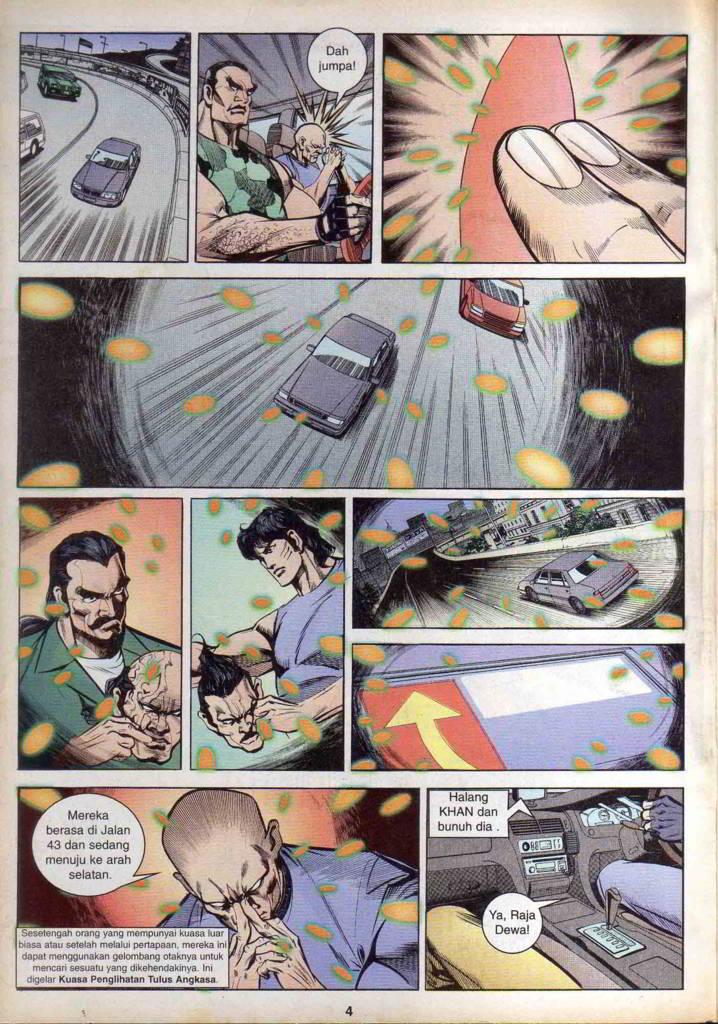 Dah
jumpa!
Mereka
berasa di Jalan
43 dan sedang
menuju ke arah
selatan.
Sesetengah orang yang mempunyai kuasa luar
biasa atau setelah melalui pertapaan, mereka ini
dapat menggunakan gelombang otaknya untuk
mencari sesuatu yang dikehendakinya. Ini
digelar Kuasa Penglihatan Tulus Angkasa.
Halang
KHAN dan
bunuh dia .
Ya, Raja
Dewa!
4